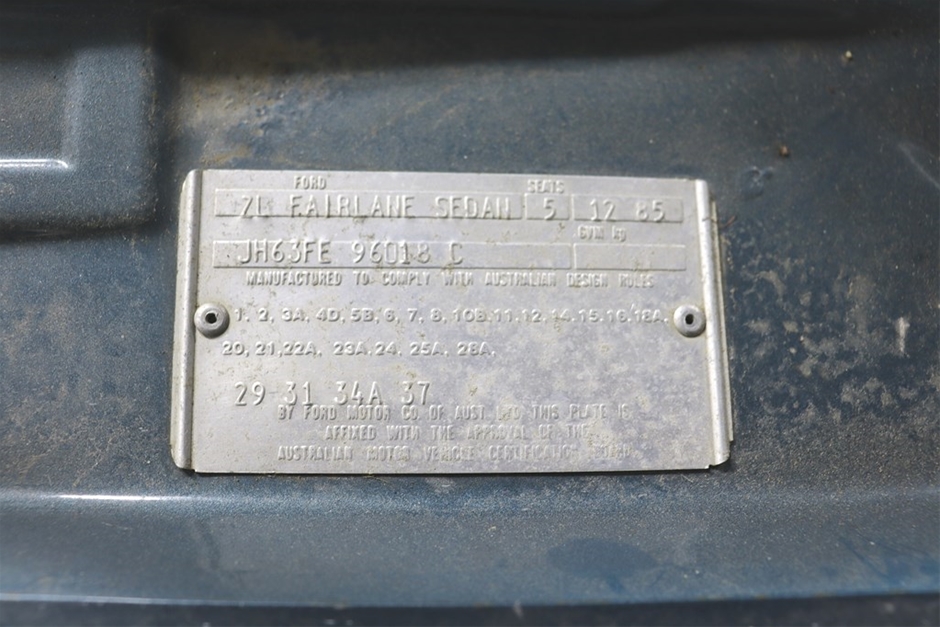 FORD SEATS
ZL FAIRLANE SEDAN 5 12 85
GVM kg
JH63FE 96018 C
MANUFACTURED TO COMPLY WITH AUSTRALIAN DESIGN RULES
1, 2, 3A, 4D, 5B, 6, 7, 8, 10B, 11, 12, 14, 15, 16, 18A,
20, 21, 22A, 23A, 24, 25A, 28A,
29 31 34A 37
BY FORD MOTOR CO. OF AUST. LTD THIS PLATE IS
AFFIXED WITH THE APPROVAL OF THE
AUSTRALIAN MOTOR VEHICLE CERTIFICATION BOARD